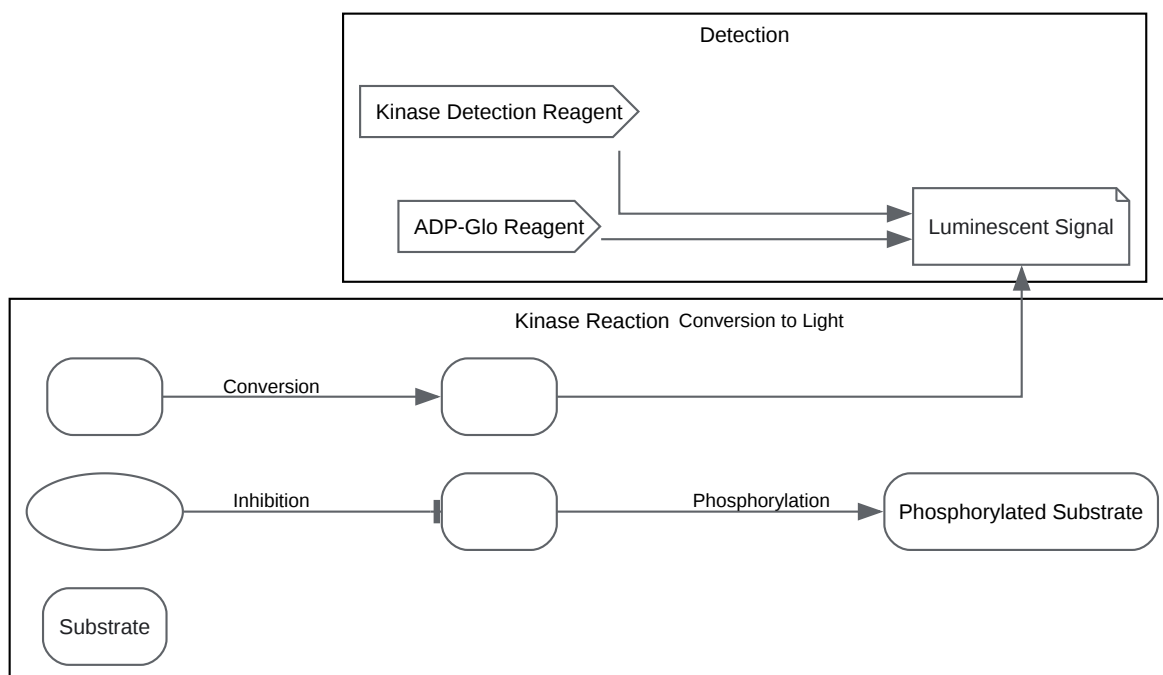 Detection
Kinase Detection Reagent
ADP-Glo Reagent
Luminescent Signal
Kinase Reaction
Conversion to Light
Conversion
Inhibition
Phosphorylation
Phosphorylated Substrate
Substrate